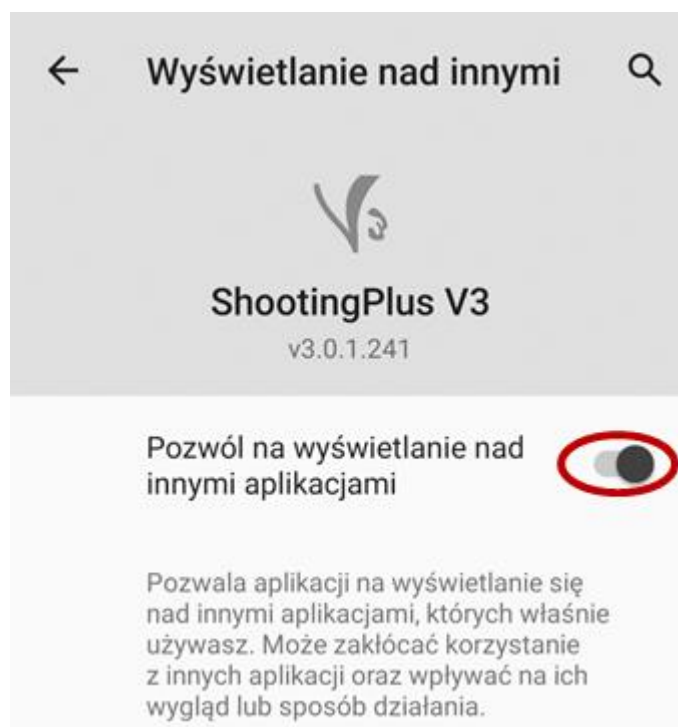 Wyświetlanie nad innymi
V3
ShootingPlus V3
v3.0.1.241
Pozwól na wyświetlanie nad
innymi aplikacjami
Pozwala aplikacji na wyświetlanie się
nad innymi aplikacjami, których właśnie
używasz. Może zakłócać korzystanie
z innych aplikacji oraz wpływać na ich
wygląd lub sposób działania.